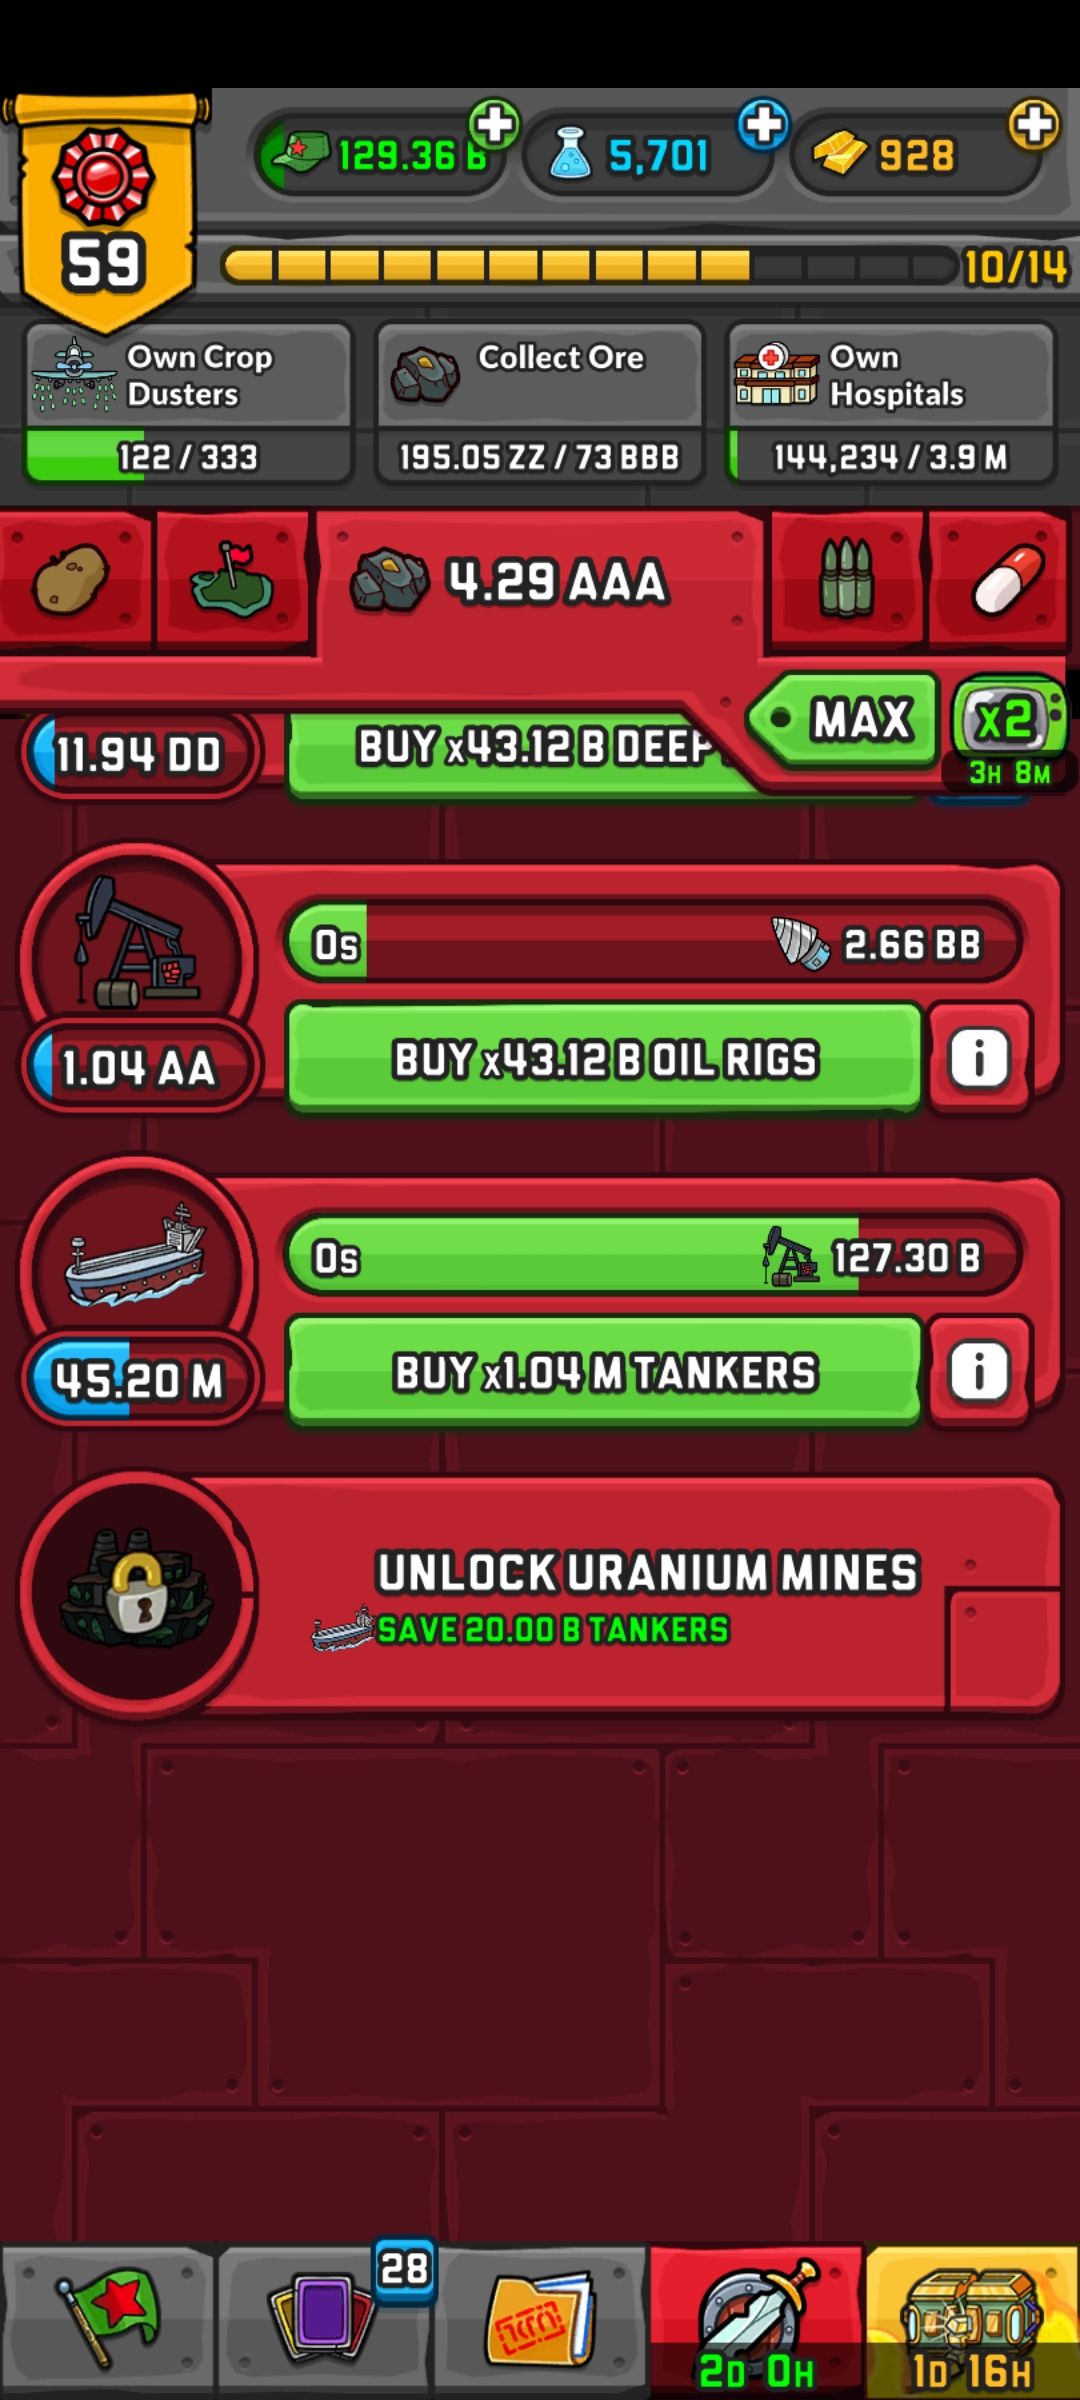 129.36 B
5,701
928
59
10/14
Own Crop
Dusters
122 / 333
Collect Ore
195.05 ZZ / 73 BBB
Own
Hospitals
144,234 / 3.9 M
4.29 AAA
MAX
x2
3H 8M
11.94 DD
BUY x43.12 B DEEP
0s
2.66 BB
1.04 AA
BUY x43.12 B OIL RIGS
i
0s
127.30 B
45.20 M
BUY x1.04 M TANKERS
i
UNLOCK URANIUM MINES
SAVE 20.00 B TANKERS
28
2D 0H
1D 16H